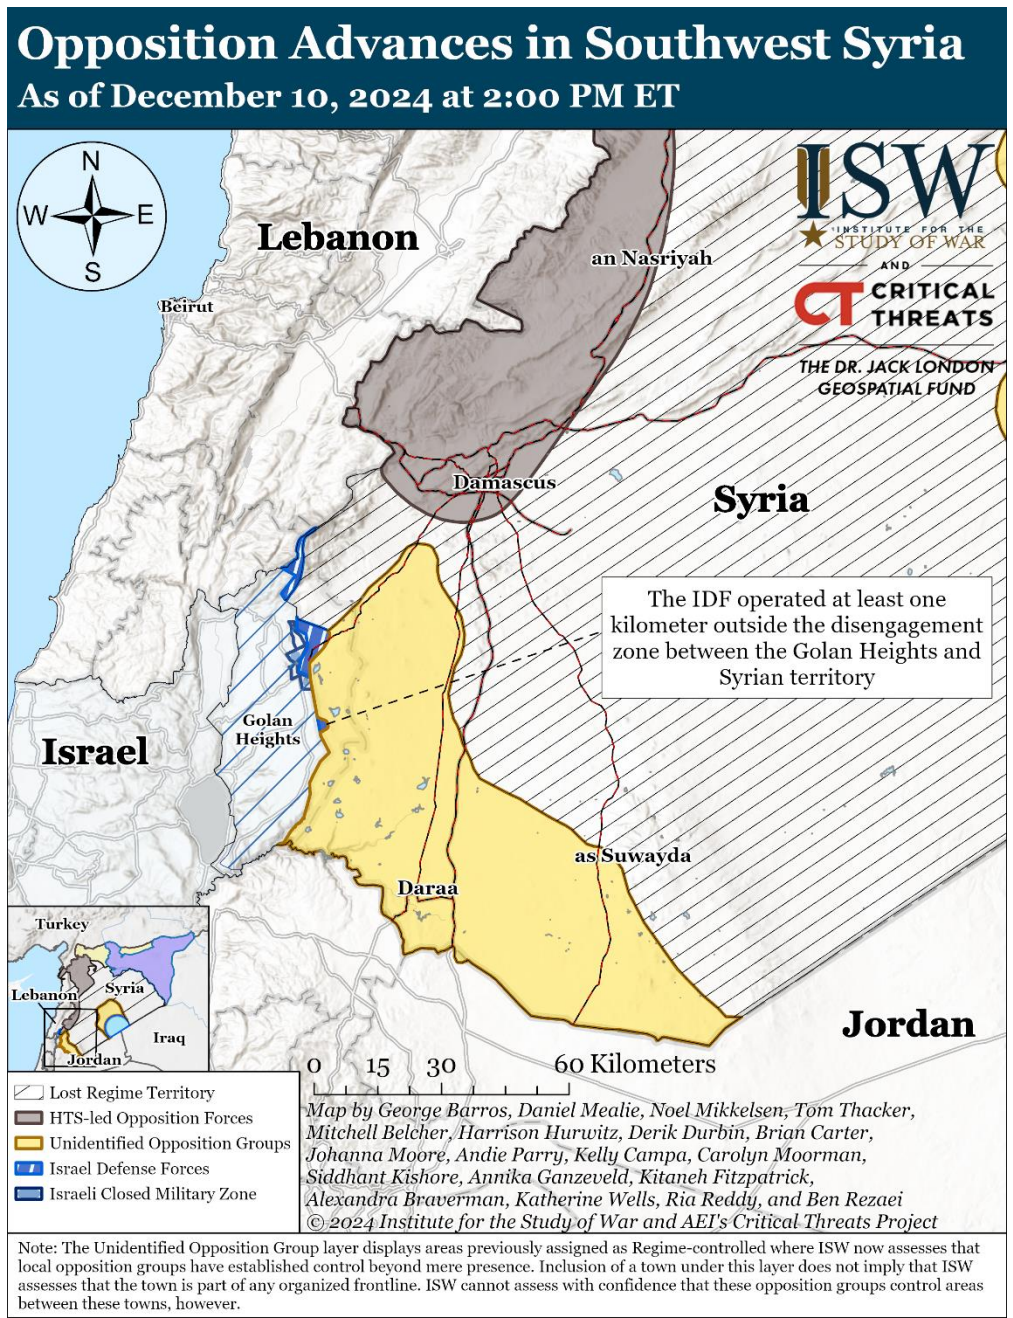 Opposition Advances in Southwest Syria
As of December 10, 2024 at 2:00 PM ET
N
W
E
S
ISW
INSTITUTE FOR THE
STUDY OF WAR
AND
CT
CRITICAL
THREATS
THE DR. JACK LONDON
GEOSPATIAL FUND
Lebanon
an Nasriyah
Beirut
Damascus
Syria
The IDF operated at least one
kilometer outside the disengagement
zone between the Golan Heights and
Syrian territory
Golan
Heights
Israel
as Suwayda
Daraa
Jordan
Turkey
Syria
Lebanon
Iraq
Jordan
0 15 30 60 Kilometers
Lost Regime Territory
HTS-led Opposition Forces
Unidentified Opposition Groups
Israel Defense Forces
Israeli Closed Military Zone
Map by George Barros, Daniel Mealie, Noel Mikkelsen, Tom Thacker,
Mitchell Belcher, Harrison Hurwitz, Derik Durbin, Brian Carter,
Johanna Moore, Andie Parry, Kelly Campa, Carolyn Moorman,
Siddhant Kishore, Annika Ganzeveld, Kitaneh Fitzpatrick,
Alexandra Braverman, Katherine Wells, Ria Reddy, and Ben Rezaei
© 2024 Institute for the Study of War and AEI's Critical Threats Project
Note: The Unidentified Opposition Group layer displays areas previously assigned as Regime-controlled where ISW now assesses that
local opposition groups have established control beyond mere presence. Inclusion of a town under this layer does not imply that ISW
assesses that the town is part of any organized frontline. ISW cannot assess with confidence that these opposition groups control areas
between these towns, however.